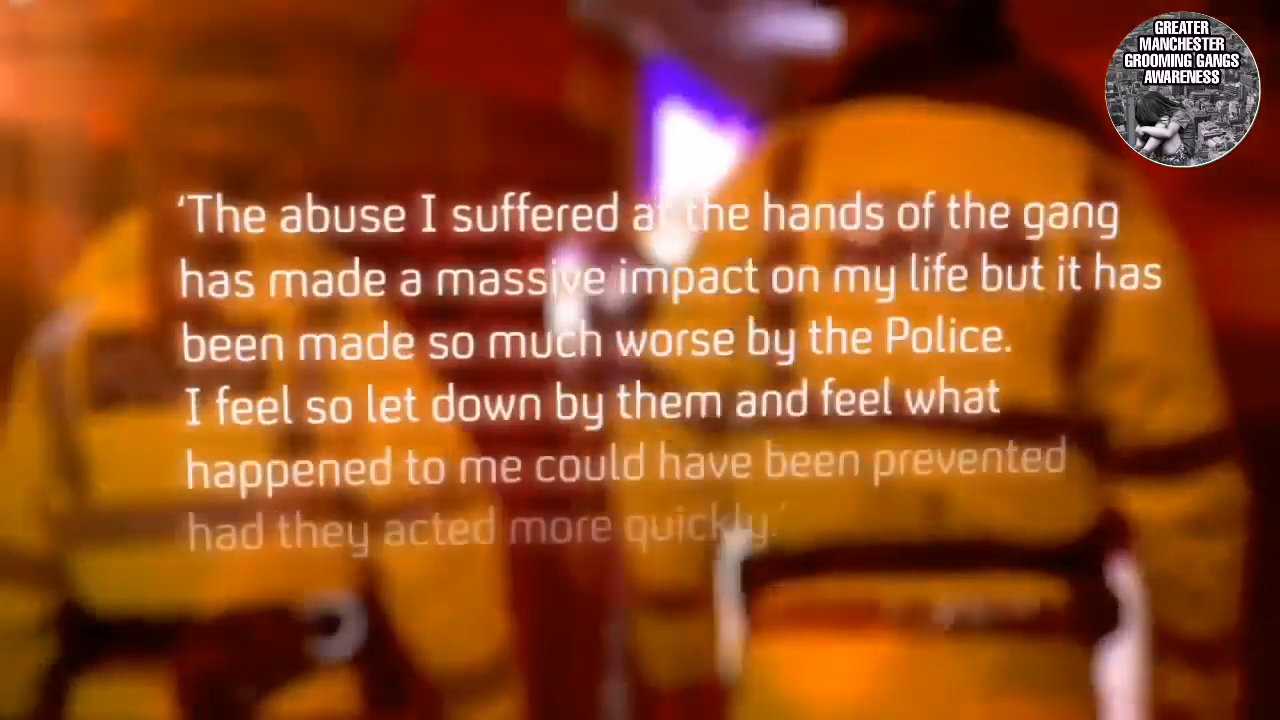 GREATER
MANCHESTER
GROOMING GANGS
AWARENESS
‘The abuse I suffered at the hands of the gang
has made a massive impact on my life but it has
been made so much worse by the Police.
I feel so let down by them and feel what
happened to me could have been prevented
had they acted more quickly.’